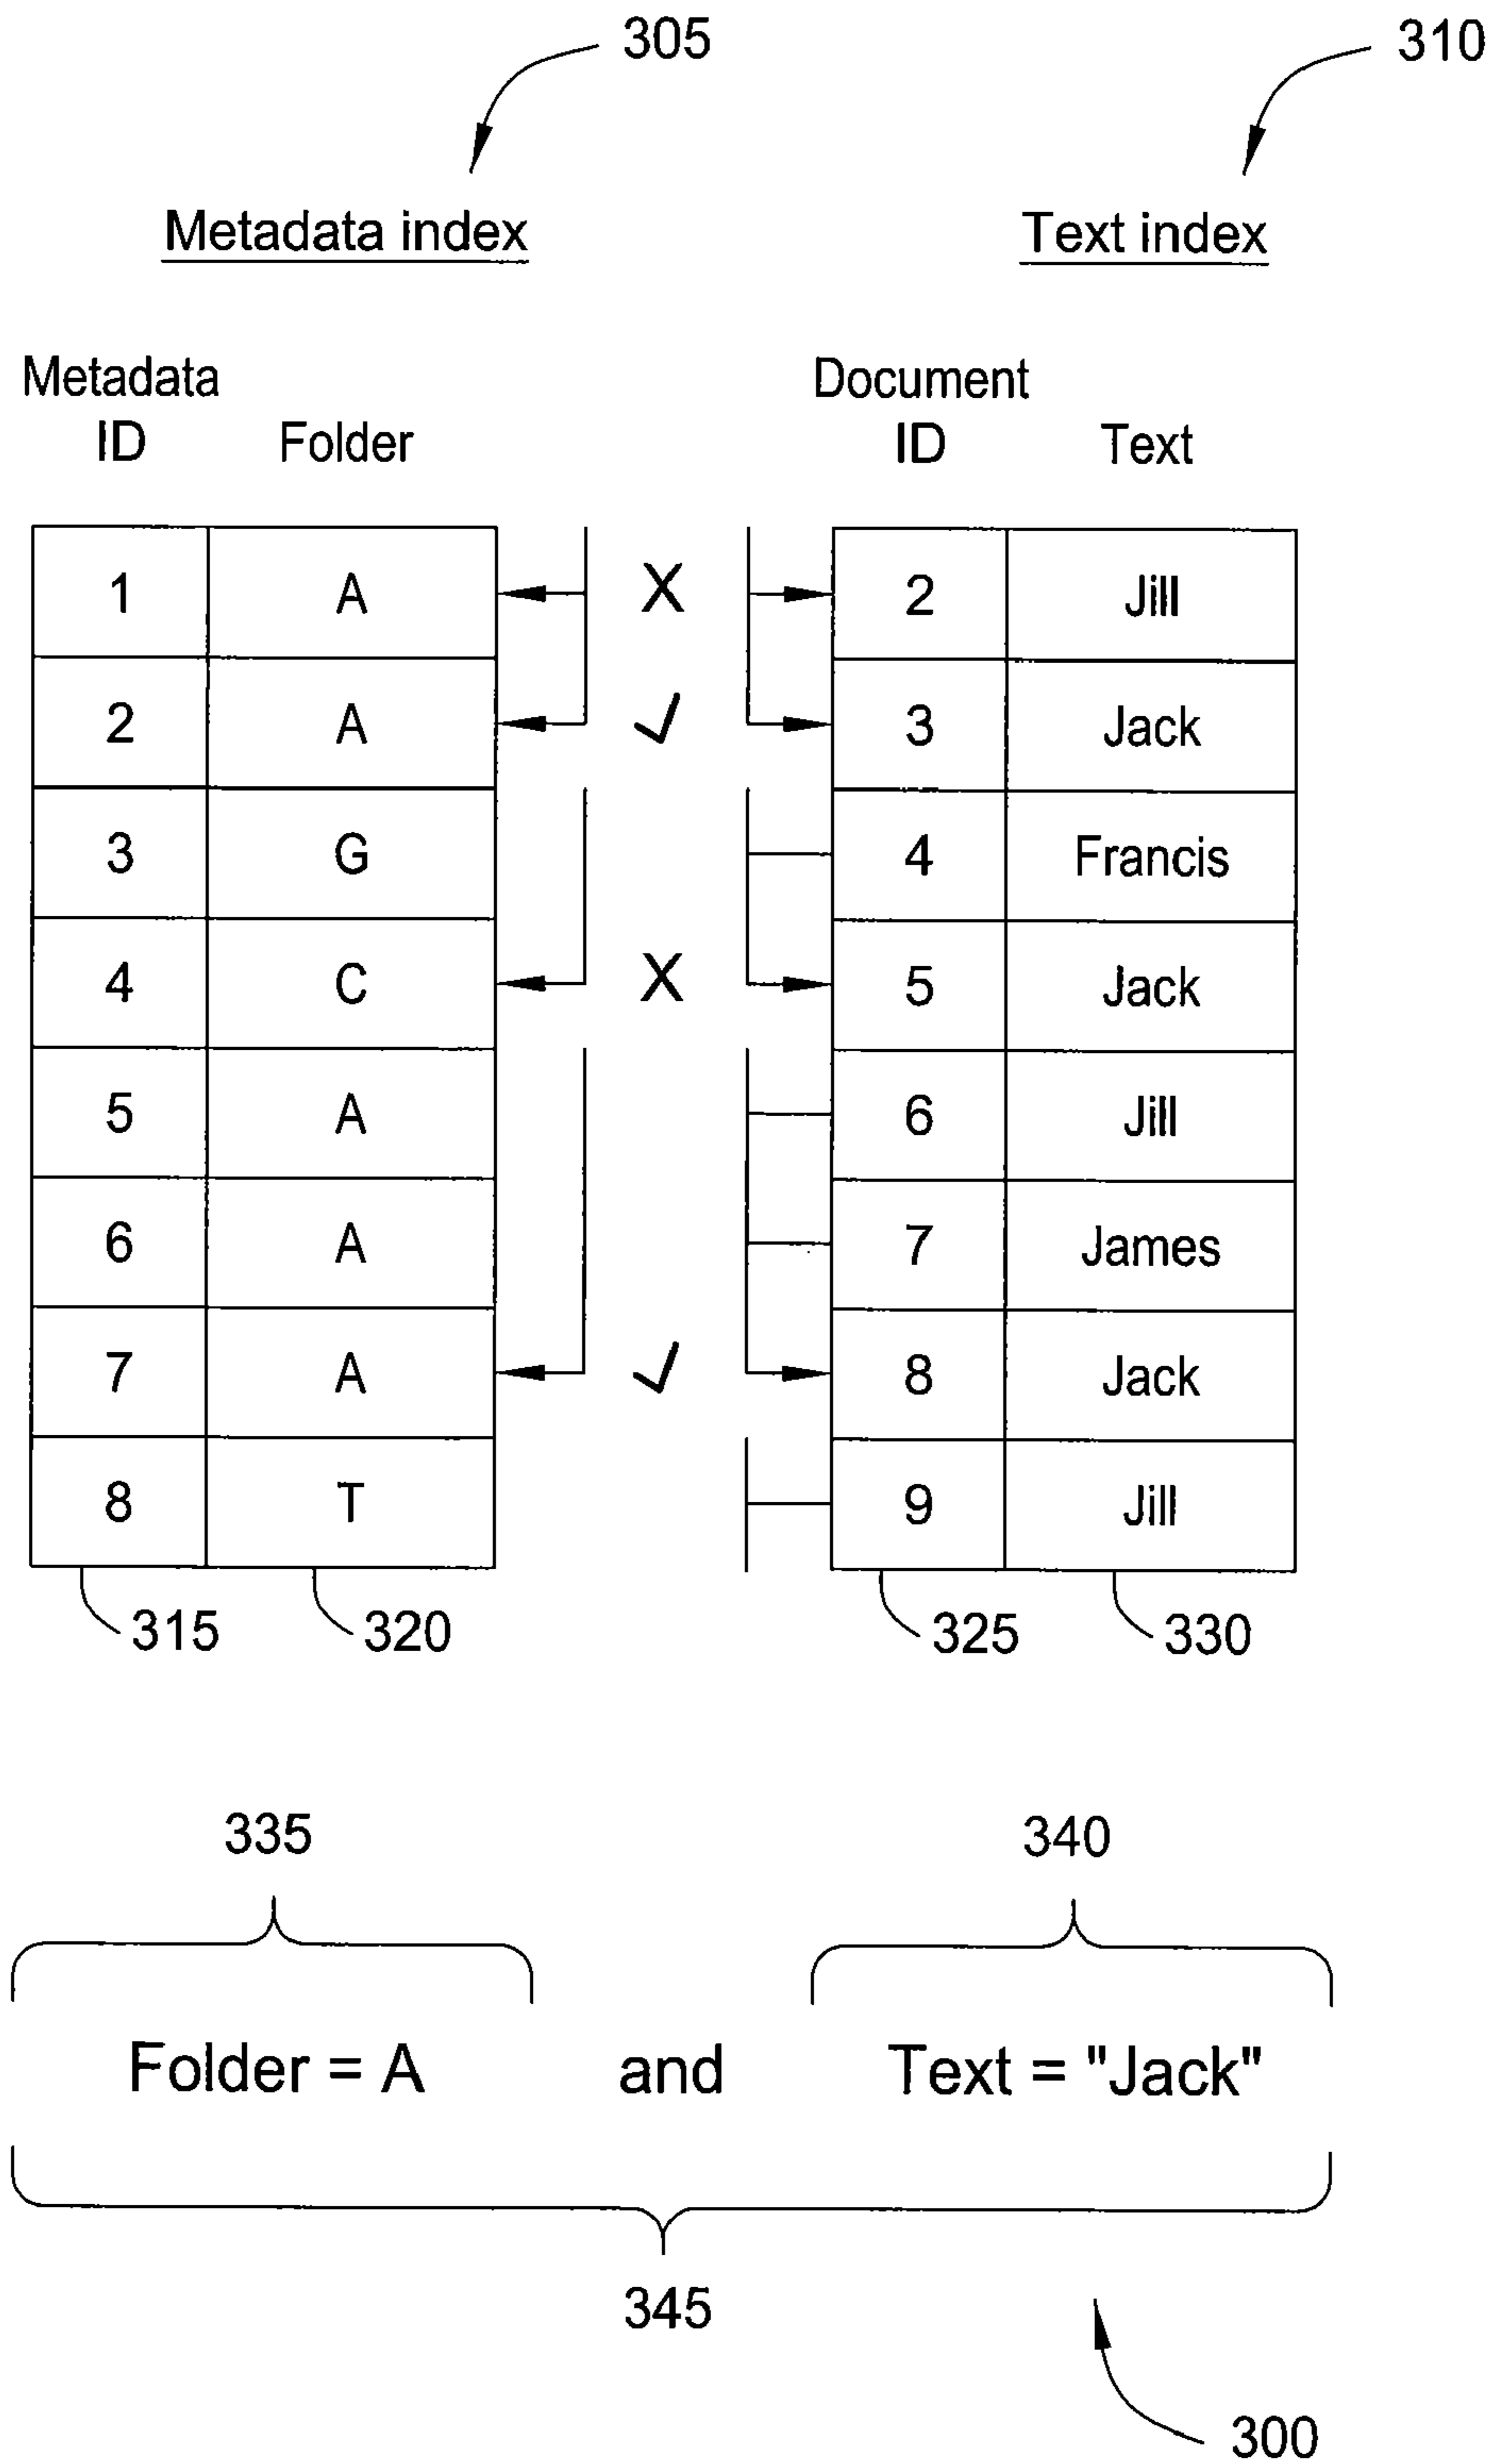 305 310
Metadata index Text index
Metadata Document
ID Folder ID Text
1 A X 2 Jill
2 A ✓ 3 Jack
3 G 4 Francis
4 C X 5 Jack
5 A 6 Jill
6 A 7 James
7 A ✓ 8 Jack
8 T 9 Jill
315 320 325 330
335 340
Folder = A and Text = "Jack"
345
300